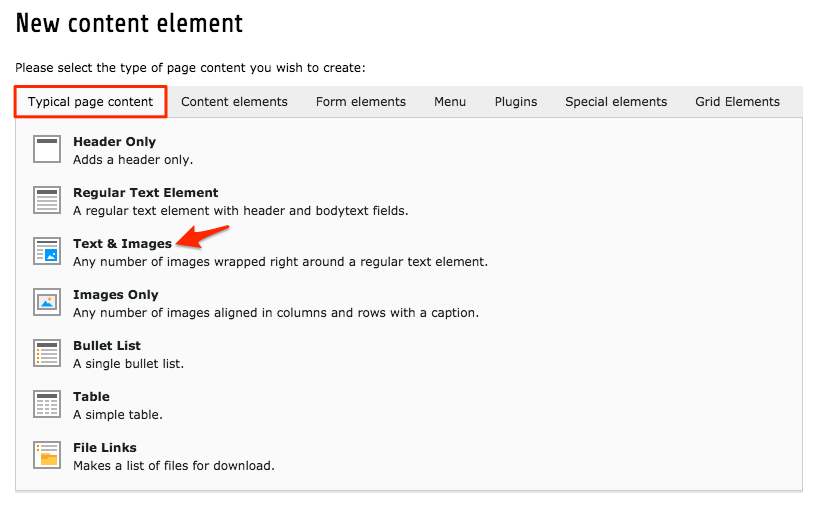 New content element
Please select the type of page content you wish to create:
Typical page content Content elements Form elements Menu Plugins Special elements Grid Elements
Header Only
Adds a header only.
Regular Text Element
A regular text element with header and bodytext fields.
Text & Images
Any number of images wrapped right around a regular text element.
Images Only
Any number of images aligned in columns and rows with a caption.
Bullet List
A single bullet list.
Table
A simple table.
File Links
Makes a list of files for download.